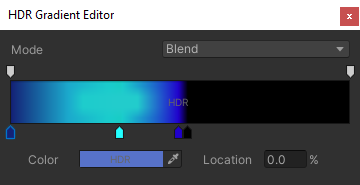 HDR Gradient Editor
x
Mode Blend
HDR
Color HDR Location 0.0 %